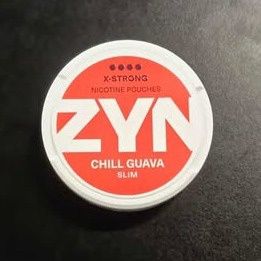 X-STRONG
NICOTINE POUCHES
ZYN
CHILL GUAVA
SLIM